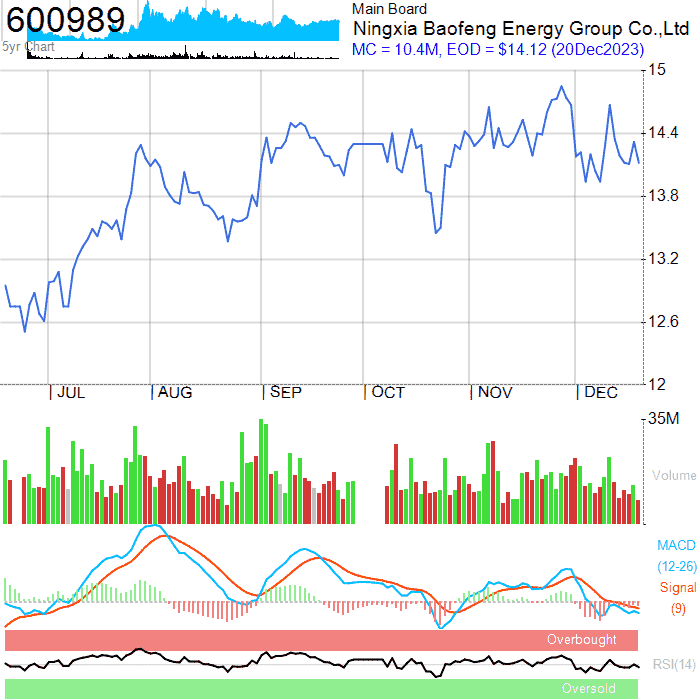 600989
5yr Chart
Main Board
Ningxia Baofeng Energy Group Co.,Ltd
MC = 10.4M, EOD = $14.12 (20Dec2023)
15
14.4
13.8
13.2
12.6
12
JUL
AUG
SEP
OCT
NOV
DEC
35M
Volume
MACD
(12-26)
Signal
(9)
Overbought
RSI(14)
Oversold